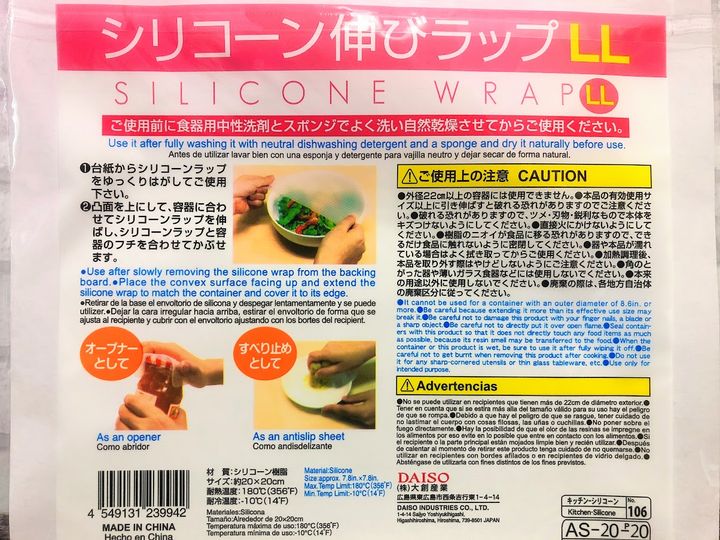 シリコーン伸びラップLL
SILICONE WRAP LL
ご使用前に食器用中性洗剤とスポンジでよく洗い自然乾燥させてからご使用ください。
Use it after fully washing it with neutral dishwashing detergent and a sponge and dry it naturally before use.
Antes de utilizar lavar bien con una esponja y detergente para vajilla neutro y dejar secar de forma natural.
❶台紙からシリコーンラップ
をゆっくりはがしてご使用
下さい。
❷凸面を上にして、容器に合わ
せてシリコーンラップを伸
ばし、シリコーンラップと容
器のフチを合わせてかぶせ
ます。
●Use after slowly removing the silicone wrap from the backing
board. ●Place the convex surface facing up and extend the
silicone wrap to match the container and cover it to its edge.
●Retirar de la base el envoltorio de silicona y despegar lentamentamente y se puede
utilizer.●Dejar la cara irregular hacia arriba, estirar el envoltorio de forma que se
ajusta al recipiente y cubrir con el envoltorio ajustando con los bortes del recipient.
オープナー
として
As an opener
Como abridor
すべり止め
として
As an antislip sheet
Como andisdelizante
⚠ご使用上の注意 CAUTION
●外径22cm以上の容器には使用できません。●本品の有効使用サ
イズ以上に引き伸ばすと破れる恐れがありますのでご注意くださ
い。●破れる恐れがありますので、ツメ・刃物・鋭利なもので本体を
キズつけないようにしてください。●直接火にかけないようにして
ください。●樹脂のニオイが食品に移る恐れがありますので、でき
るだけ食品に触れないように密閉してください。●器や本品が濡れ
ている場合はよく拭き取ってからご使用ください。●加熱調理後、
本品を取り外す際はやけどしないようにご注意ください。●角のと
がった器や薄いガラス食器などには使用しないでください。●本来
の用途以外に使用しないでください。●廃棄の際は、各地方自治体
の廃棄区分に従ってください。
●It cannot be used for a container with an outer diameter of 8.6in. or
more. ●Be careful because extending it more than its effective use size may
break it. ●Be careful not to damage this product with your finger nails, a blade or
a sharp object.●Be careful not to directly put it over open flame.●Seal contain-
ers with this product so that it does not directly touch any food items as much
as possible, because its resin smell may be transferred to the food.●When the
container or this product is wet, be sure to use it after fully wiping it off. ●Be
careful not to get burnt when removing this product after cooking.●Do not use
it for any sharp-cornered utensils or thin glass tableware, etc.●Use only for
intended purpose.
⚠Advertencias
●No se puede utilizar en recipientes que tienen más de 22cm de diámetro exterior.●
Tener en cuenta que si se estira más alla del tamaño válido para su uso hay el peligro
de que se rompa. ●Debido a que hay el peligro de que se rasgue, tener cuidado de
no lastimar el cuerpo con cosas filosas, las uñas o cuchillas. ●No poner sobre el
fuego directamente.●Hay la posibilidad de que el olor de las resinas se impregne en
los alimentos por eso evite en lo posible que entre en contacto con los alimentos.●Si
el recipiente o la parte principal están mojados limpie bien y recién utilice.●Después
de calentar al momento de retirar este producto tenga cuidado de no quemarse.
●No utilizar en recipientes con bordes afilados o en recipientes de vidrio delgado. ●
Absténgase de utilizarla con fines distintos de los fines previstos.
4 549131 239942
MADE IN CHINA
Hecho en China
材 質:シリコーン樹脂
サイズ:約20×20cm
耐熱温度:180℃(356℉)
耐冷温度:-10℃(14℉)
Material:Silicone
Size:approx. 7.8in.×7.8in.
Max.Temp Limit:180℃(356℉)
Min.Temp Limit:-10℃(14℉)
Materiales:Silicona
Tamaño:Alrededor de 20x20cm
Temperatura máxima de uso:180℃(356℉)
Temperatura mínima de uso:-10℃(14℉)
DAISO
(株)大創産業
広島県東広島市西条吉行東1-4-14
DAISO INDUSTRIES CO., LTD.
1-4-14 Saijo Yoshiyukihigashi,
Higashihiroshima, Hiroshima, 739-8501 JAPAN
キッチン・シリコーン
Kitchen-Silicone
No.
106
AS-20-P-20